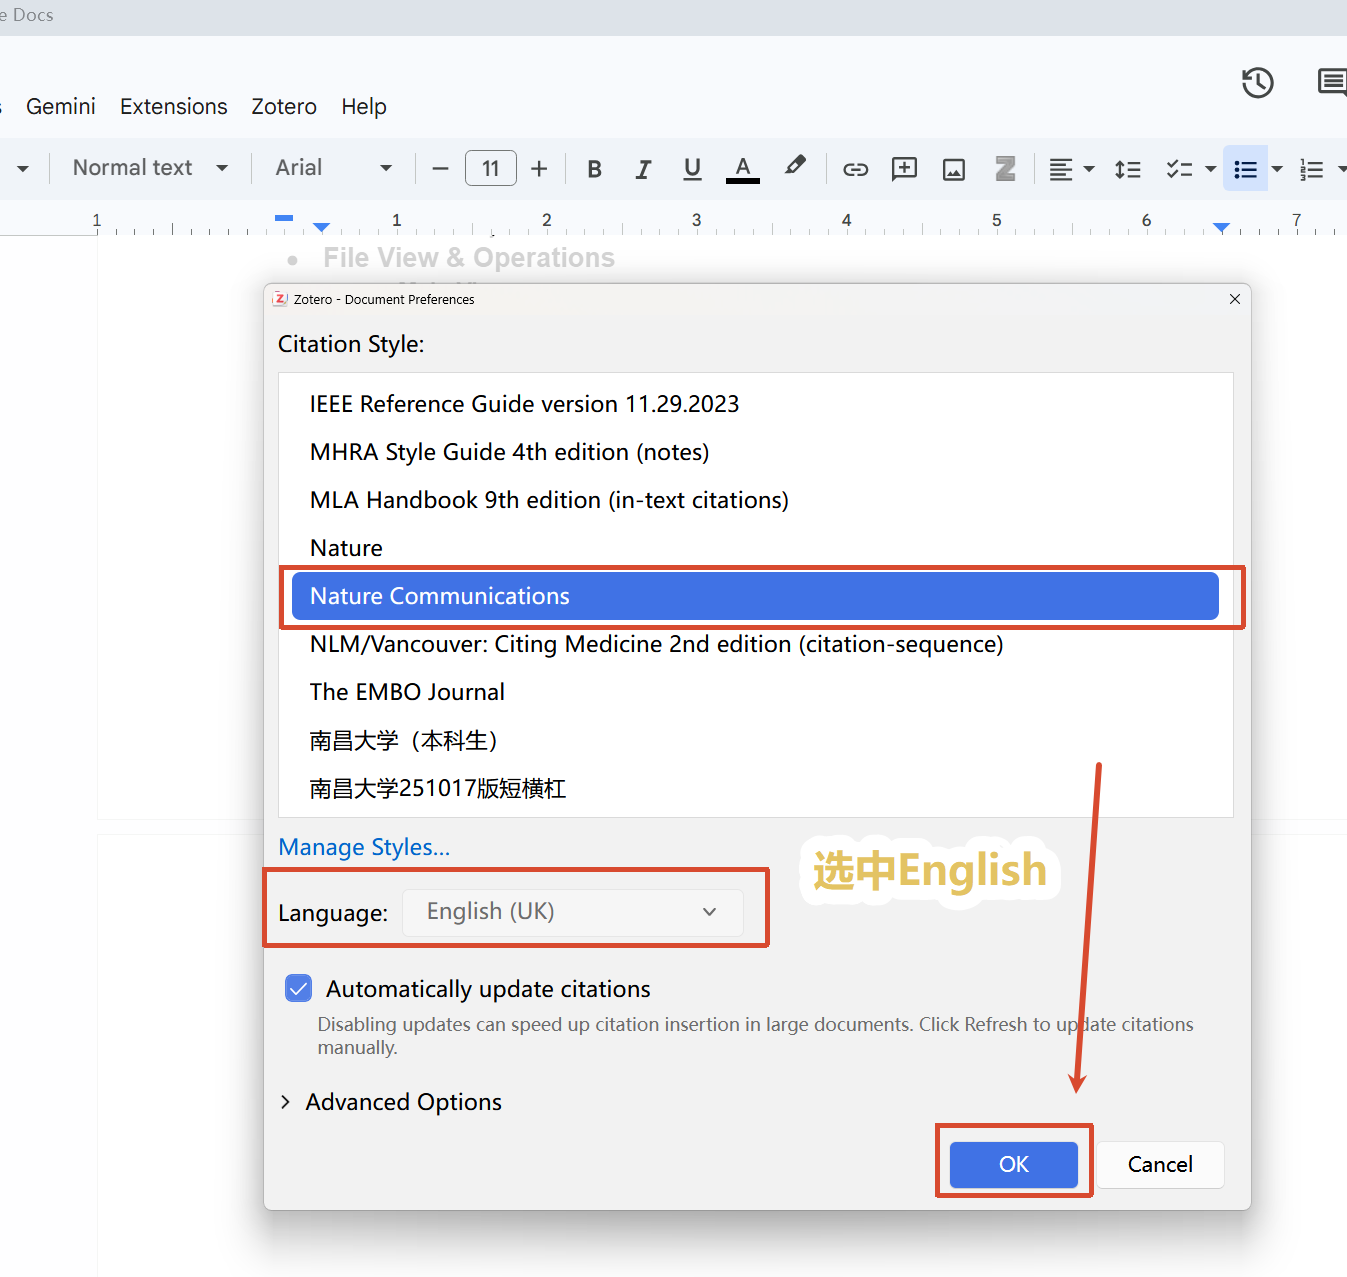 e Docs
Gemini Extensions Zotero Help
Normal text Arial 11 B I U A
1 1 2 3 4 5 6 7
File View & Operations
Zotero - Document Preferences
Citation Style:
IEEE Reference Guide version 11.29.2023
MHRA Style Guide 4th edition (notes)
MLA Handbook 9th edition (in-text citations)
Nature
Nature Communications
NLM/Vancouver: Citing Medicine 2nd edition (citation-sequence)
The EMBO Journal
南昌大学（本科生）
南昌大学251017版短横杠
Manage Styles...
选中English
Language: English (UK)
Automatically update citations
Disabling updates can speed up citation insertion in large documents. Click Refresh to update citations
manually.
Advanced Options
OK Cancel